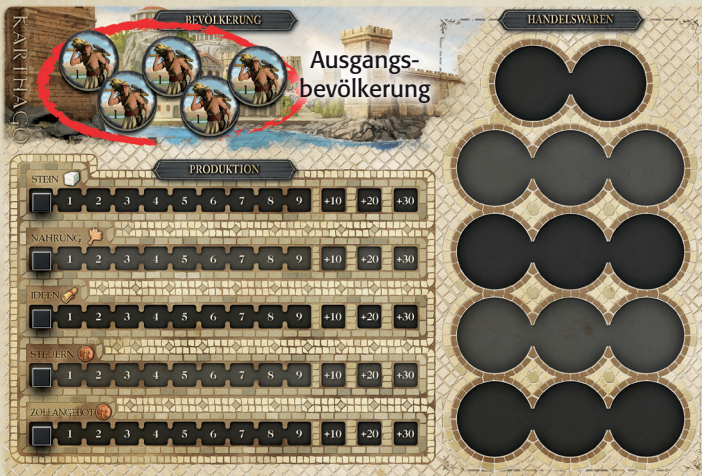 KARTHAGO
BEVÖLKERUNG
Ausgangs-
bevölkerung
HANDELSWAREN
PRODUKTION
STEIN
1 2 3 4 5 6 7 8 9 +10 +20 +30
NAHRUNG
1 2 3 4 5 6 7 8 9 +10 +20 +30
IDEEN
1 2 3 4 5 6 7 8 9 +10 +20 +30
STEUERN
1 2 3 4 5 6 7 8 9 +10 +20 +30
ZOLLANGEBOT
1 2 3 4 5 6 7 8 9 +10 +20 +30